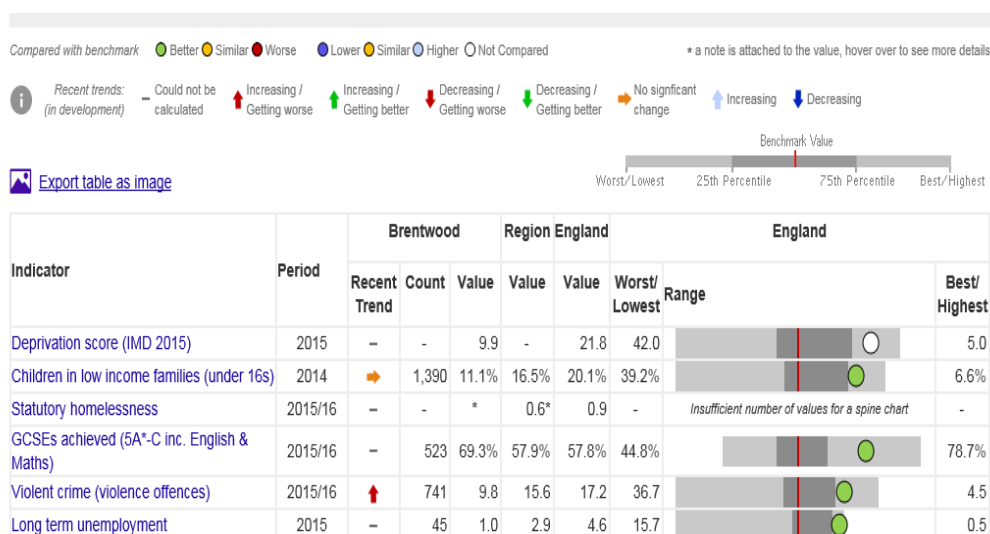 Compared with benchmark Better Similar Worse Lower Similar Higher Not Compared * a note is attached to the value, hover over to see more details
Recent trends: Could not be Increasing / Increasing / Decreasing / Decreasing / No signficant
(in development) – calculated Getting worse Getting better Getting worse Getting better change Increasing Decreasing
Benchmark Value
Export table as image
Worst/Lowest 25th Percentile 75th Percentile Best/Highest
Brentwood Region England England
Indicator Period Recent Trend Count Value Value Value Worst/ Lowest Range Best/ Highest
Deprivation score (IMD 2015) 2015 – - 9.9 - 21.8 42.0 5.0
Children in low income families (under 16s) 2014 1,390 11.1% 16.5% 20.1% 39.2% 6.6%
Statutory homelessness 2015/16 – - * 0.6* 0.9 - Insufficient number of values for a spine chart -
GCSEs achieved (5A*-C inc. English &
Maths) 2015/16 – 523 69.3% 57.9% 57.8% 44.8% 78.7%
Violent crime (violence offences) 2015/16 741 9.8 15.6 17.2 36.7 4.5
Long term unemployment 2015 – 45 1.0 2.9 4.6 15.7 0.5